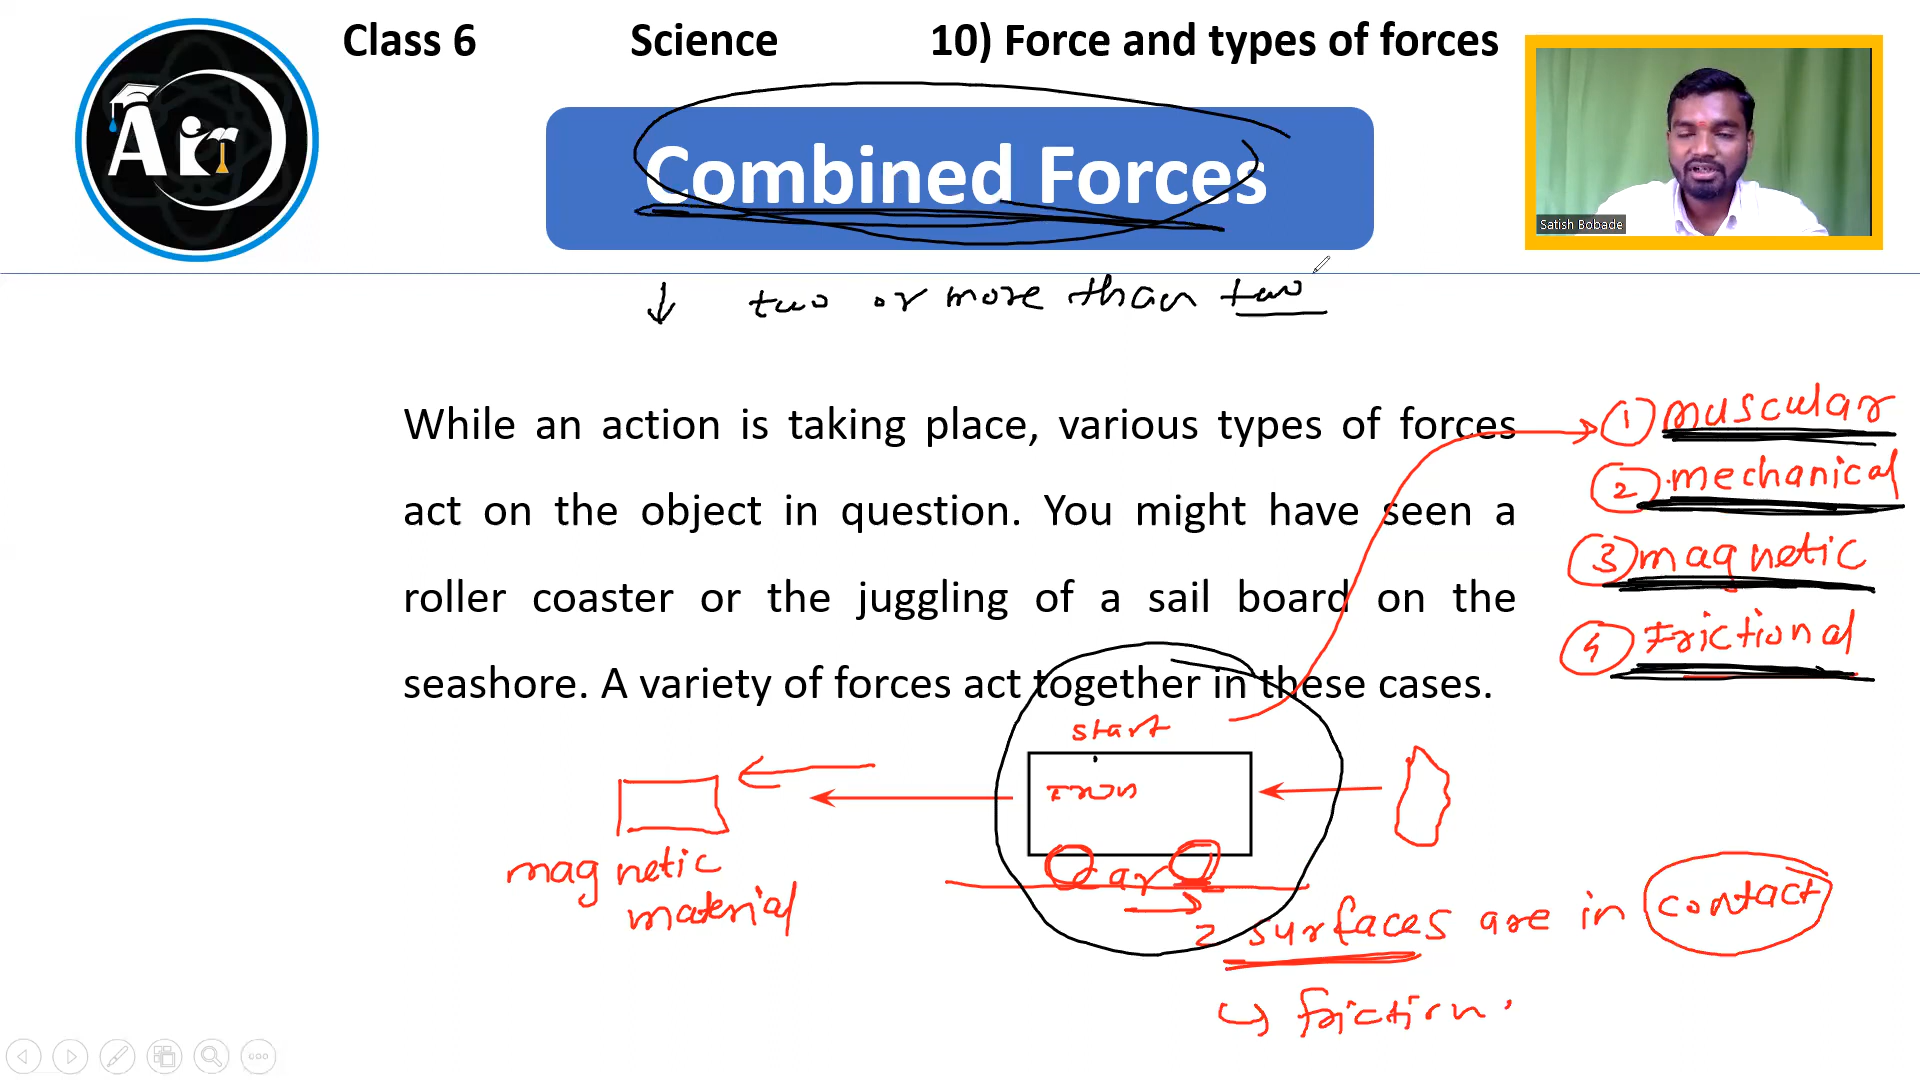 Class 6 Science 10) Force and types of forces
Air
Combined Forces
Satish Bobade
two or more than two
While an action is taking place, various types of forces
act on the object in question. You might have seen a
roller coaster or the juggling of a sail board on the
seashore. A variety of forces act together in these cases.
1 muscular
2 mechanical
3 magnetic
4 Frictional
start
Iron
car
magnetic
material
2 surfaces are in contact
friction.